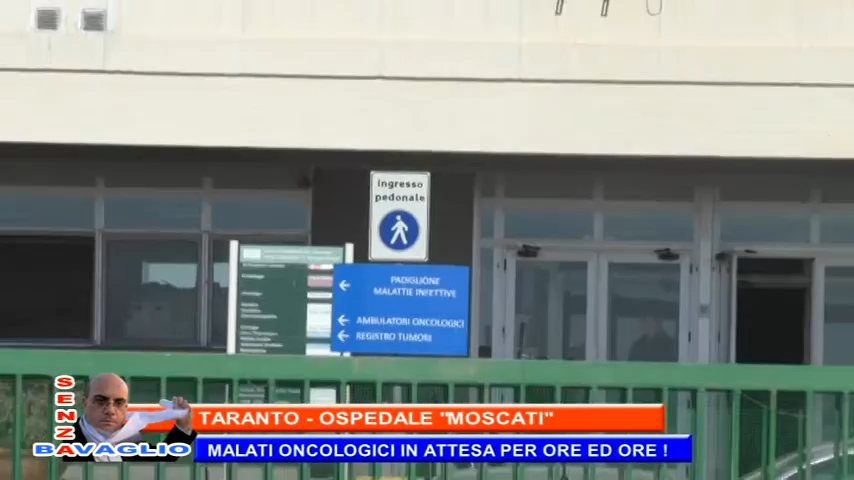 ingresso
pedonale
PADIGLIONE
MALATTIE INFETTIVE
AMBULATORI ONCOLOGICI
REGISTRO TUMORI
SENZA
BAVAGLIO
TARANTO - OSPEDALE "MOSCATI"
MALATI ONCOLOGICI IN ATTESA PER ORE ED ORE !